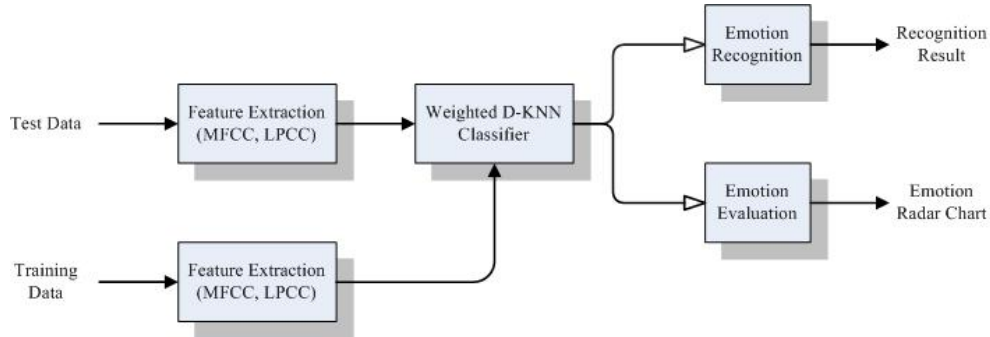 Test Data
Feature Extraction
(MFCC, LPCC)
Weighted D-KNN
Classifier
Emotion
Recognition
Recognition
Result
Emotion
Evaluation
Emotion
Radar Chart
Training
Data
Feature Extraction
(MFCC, LPCC)